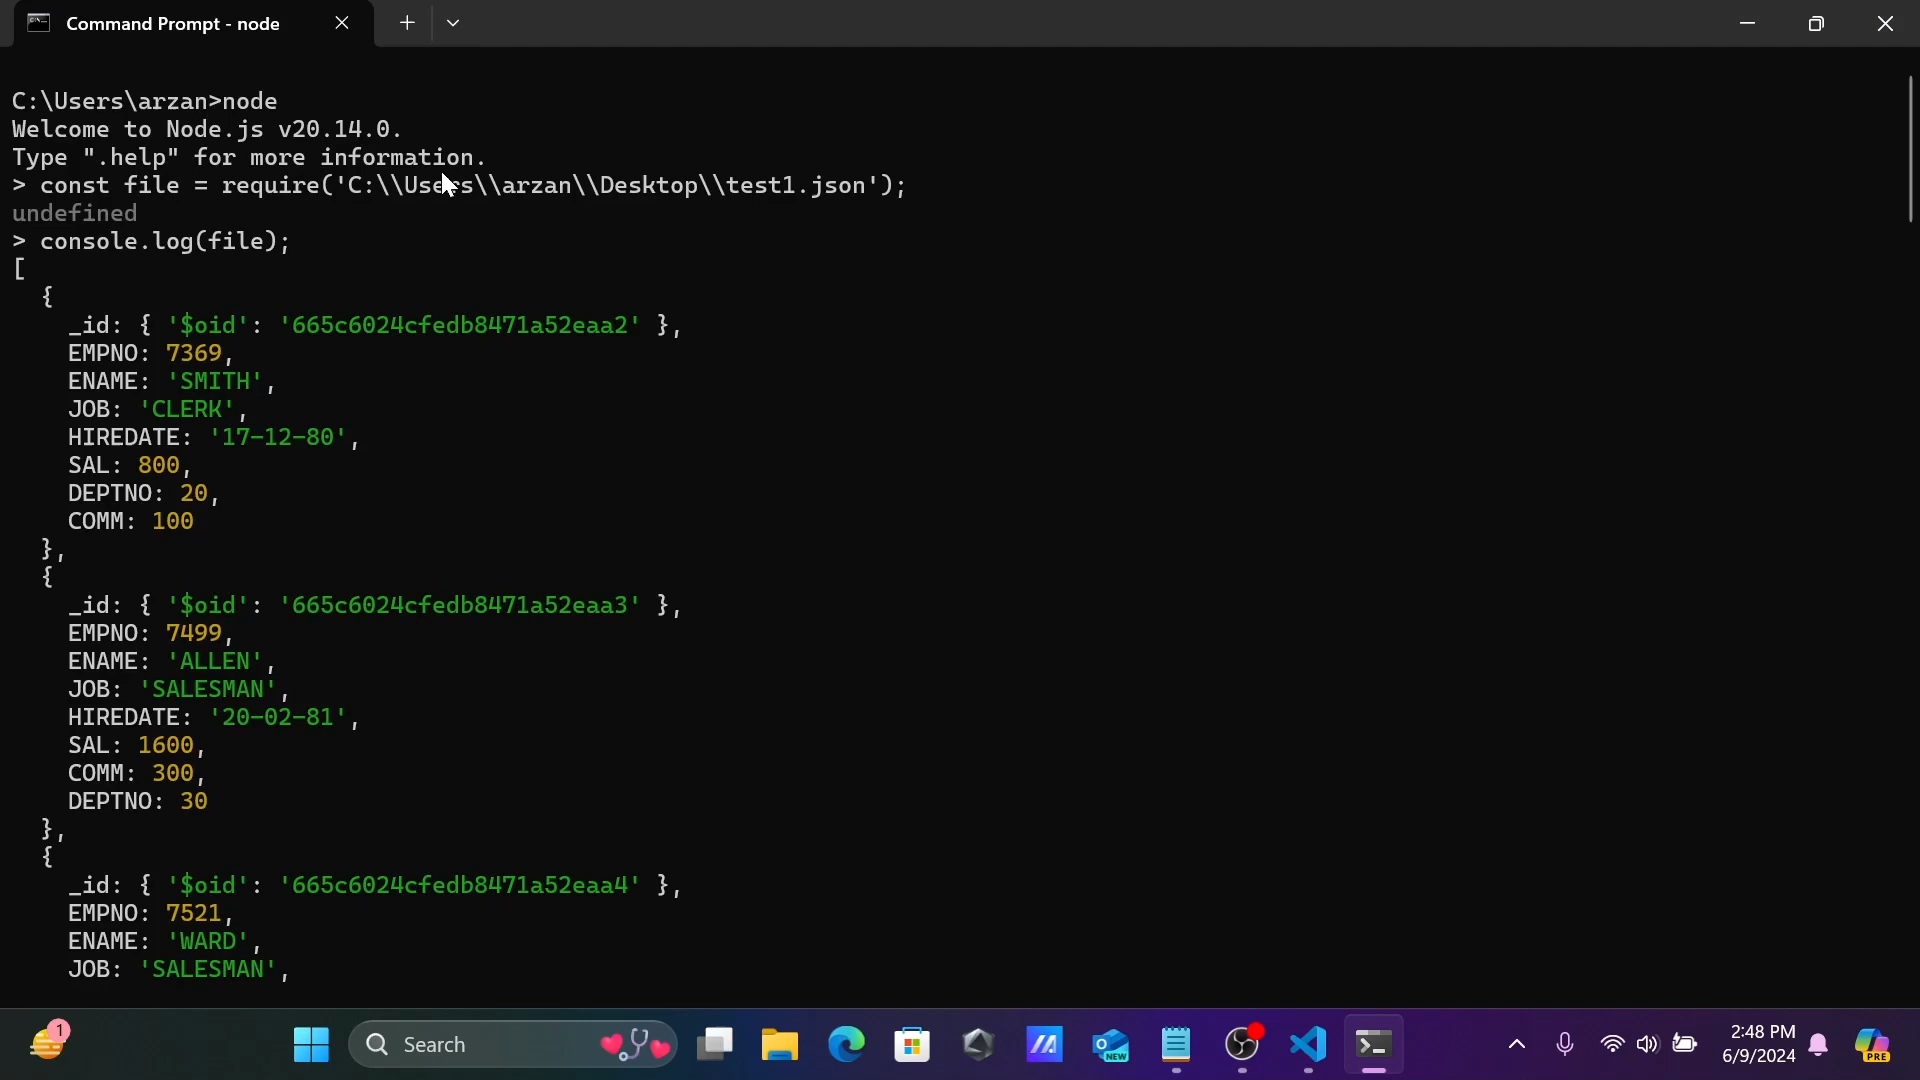 Command Prompt - node
C:\Users\arzan>node
Welcome to Node.js v20.14.0.
Type ".help" for more information.
> const file = require('C:\\Users\\arzan\\Desktop\\test1.json');
undefined
> console.log(file);
[
  {
    _id: { '$oid': '665c6024cfedb8471a52eaa2' },
    EMPNO: 7369,
    ENAME: 'SMITH',
    JOB: 'CLERK',
    HIREDATE: '17-12-80',
    SAL: 800,
    DEPTNO: 20,
    COMM: 100
  },
  {
    _id: { '$oid': '665c6024cfedb8471a52eaa3' },
    EMPNO: 7499,
    ENAME: 'ALLEN',
    JOB: 'SALESMAN',
    HIREDATE: '20-02-81',
    SAL: 1600,
    COMM: 300,
    DEPTNO: 30
  },
  {
    _id: { '$oid': '665c6024cfedb8471a52eaa4' },
    EMPNO: 7521,
    ENAME: 'WARD',
    JOB: 'SALESMAN',
1
Search
NEW
2:48 PM
6/9/2024
PRE